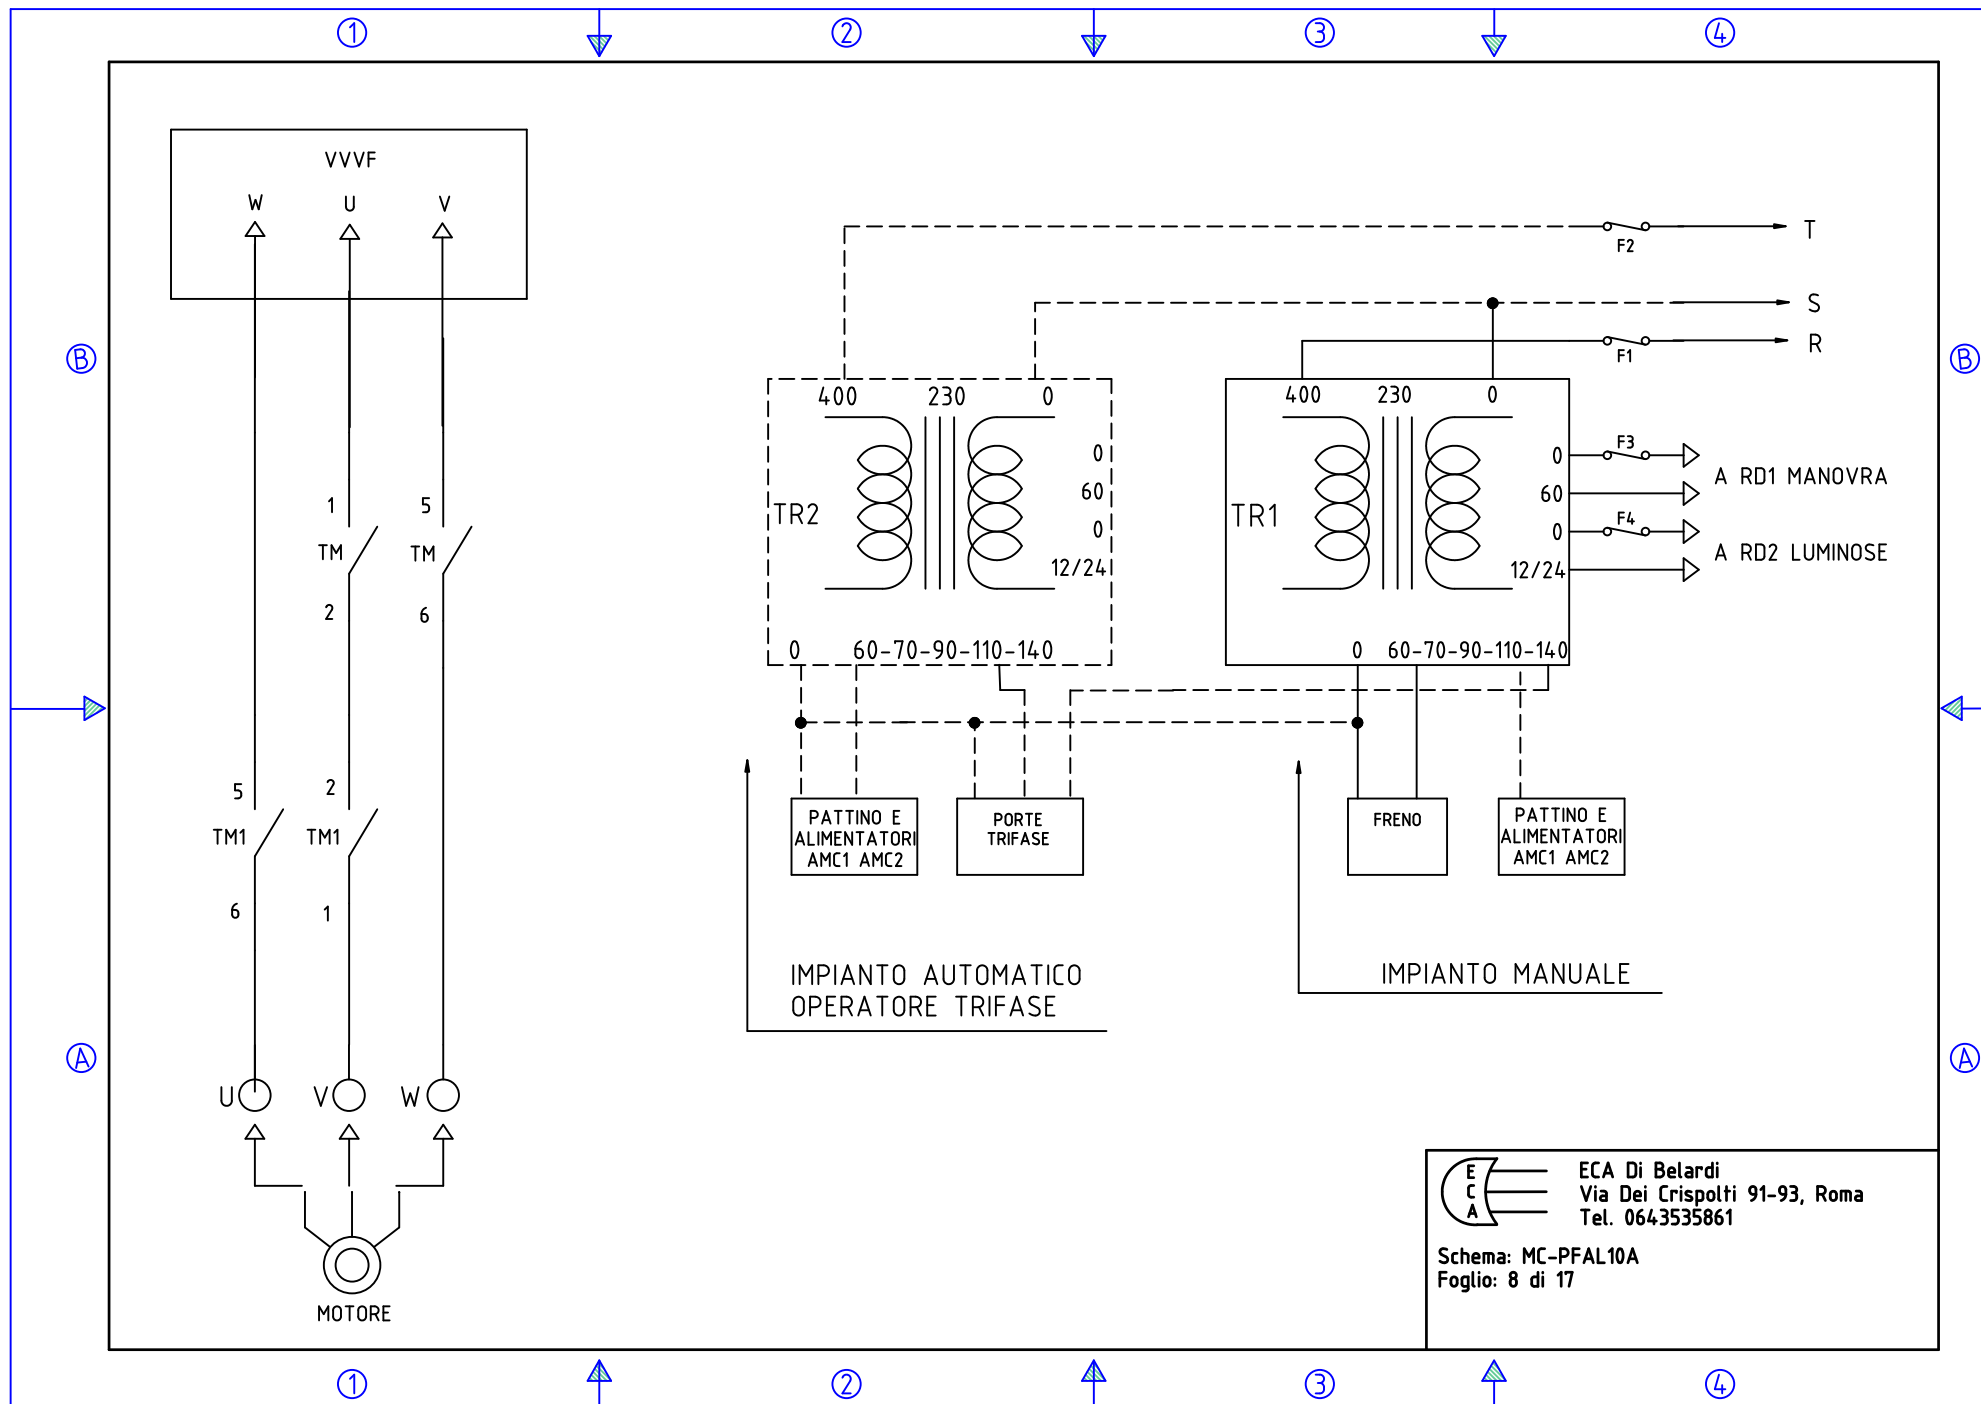 1 2 3 4
VVVF
W U V
T
F2
S
R
F1
B B
400 230 0
400 230 0
0
60
0
12/24
TR2
0
60
0
12/24
TR1
F3
A RD1 MANOVRA
F4
A RD2 LUMINOSE
1 5
TM TM
2 6
0 60-70-90-110-140
0 60-70-90-110-140
5 2
TM1 TM1
6 1
PATTINO E
ALIMENTATORI
AMC1 AMC2
PORTE
TRIFASE
FRENO
PATTINO E
ALIMENTATORI
AMC1 AMC2
IMPIANTO AUTOMATICO
OPERATORE TRIFASE
IMPIANTO MANUALE
A A
U V W
MOTORE
E
C
A
ECA Di Belardi
Via Dei Crispolti 91-93, Roma
Tel. 0643535861
Schema: MC-PFAL10A
Foglio: 8 di 17
1 2 3 4